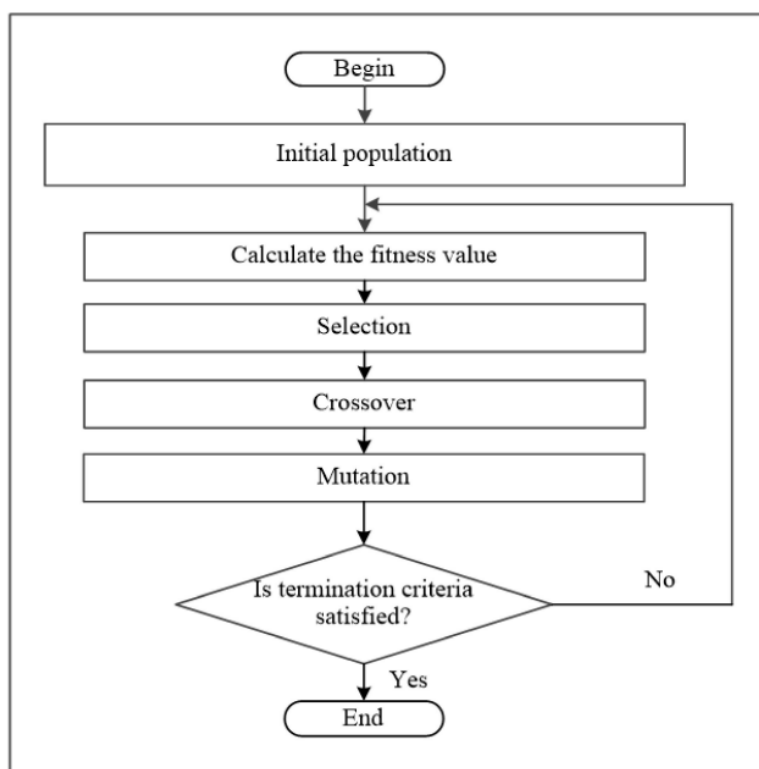 Begin
Initial population
Calculate the fitness value
Selection
Crossover
Mutation
Is termination criteria
satisfied?
No
Yes
End